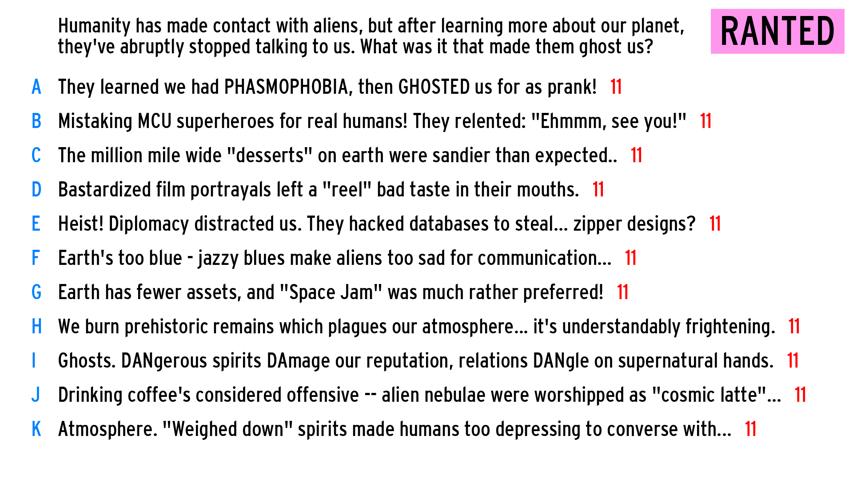 Humanity has made contact with aliens, but after learning more about our planet,
they've abruptly stopped talking to us. What was it that made them ghost us?
RANTED
A They learned we had PHASMOPHOBIA, then GHOSTED us for as prank! 11
B Mistaking MCU superheroes for real humans! They relented: "Ehmmm, see you!" 11
C The million mile wide "desserts" on earth were sandier than expected.. 11
D Bastardized film portrayals left a "reel" bad taste in their mouths. 11
E Heist! Diplomacy distracted us. They hacked databases to steal... zipper designs? 11
F Earth's too blue - jazzy blues make aliens too sad for communication... 11
G Earth has fewer assets, and "Space Jam" was much rather preferred! 11
H We burn prehistoric remains which plagues our atmosphere... it's understandably frightening. 11
I Ghosts. DANgerous spirits DAmage our reputation, relations DANgle on supernatural hands. 11
J Drinking coffee's considered offensive -- alien nebulae were worshipped as "cosmic latte"... 11
K Atmosphere. "Weighed down" spirits made humans too depressing to converse with... 11